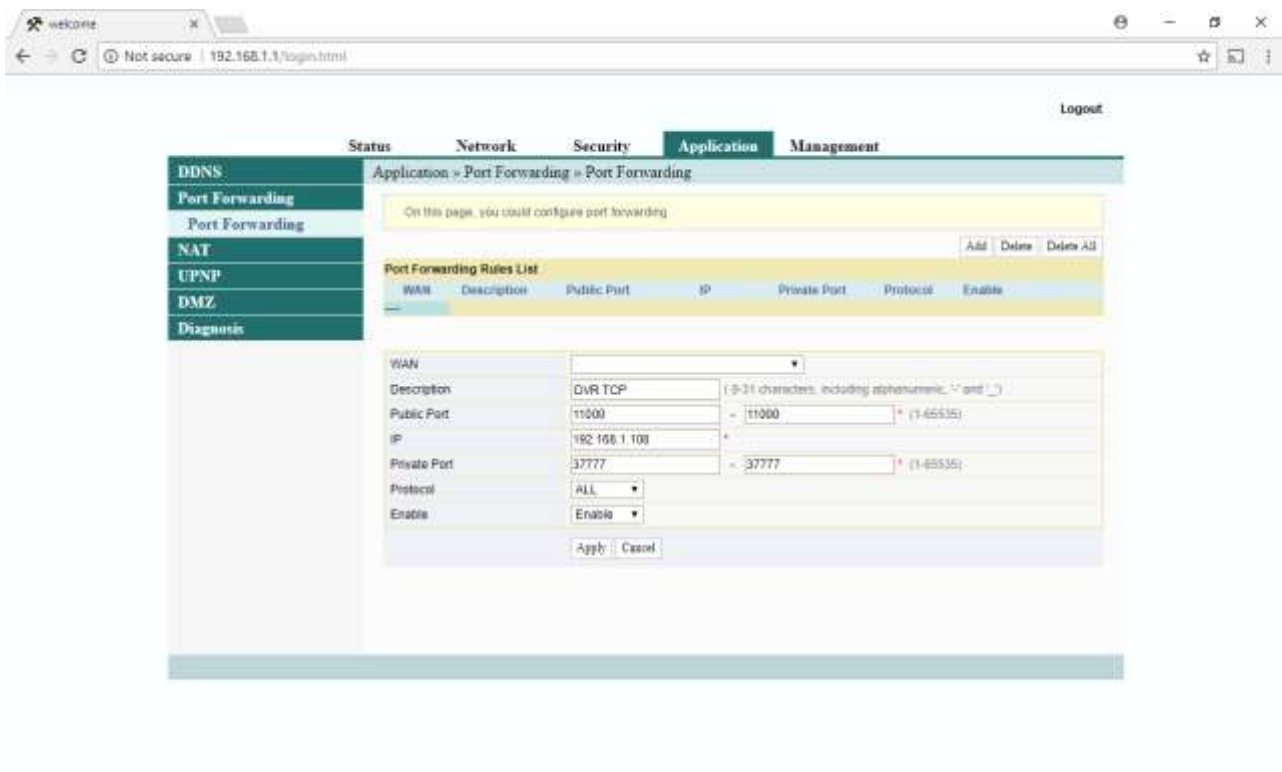 welcome
Not secure 192.168.1.1/login.html
Logout
Status Network Security Application Management
DDNS
Port Forwarding
Port Forwarding
NAT
UPNP
DMZ
Diagnosis
Application » Port Forwarding » Port Forwarding
On this page, you could configure port forwarding
Add Delete Delete All
Port Forwarding Rules List
WAN Description Public Port IP Private Port Protocol Enable
----
WAN
Description DVR TCP characters, including alphanumeric, '-' and '_')
Public Port 11000 - 11000 * (1-65535)
IP 192.168.1.108 *
Private Port 37777 - 37777 * (1-65535)
Protocol ALL
Enable Enable
Apply Cancel